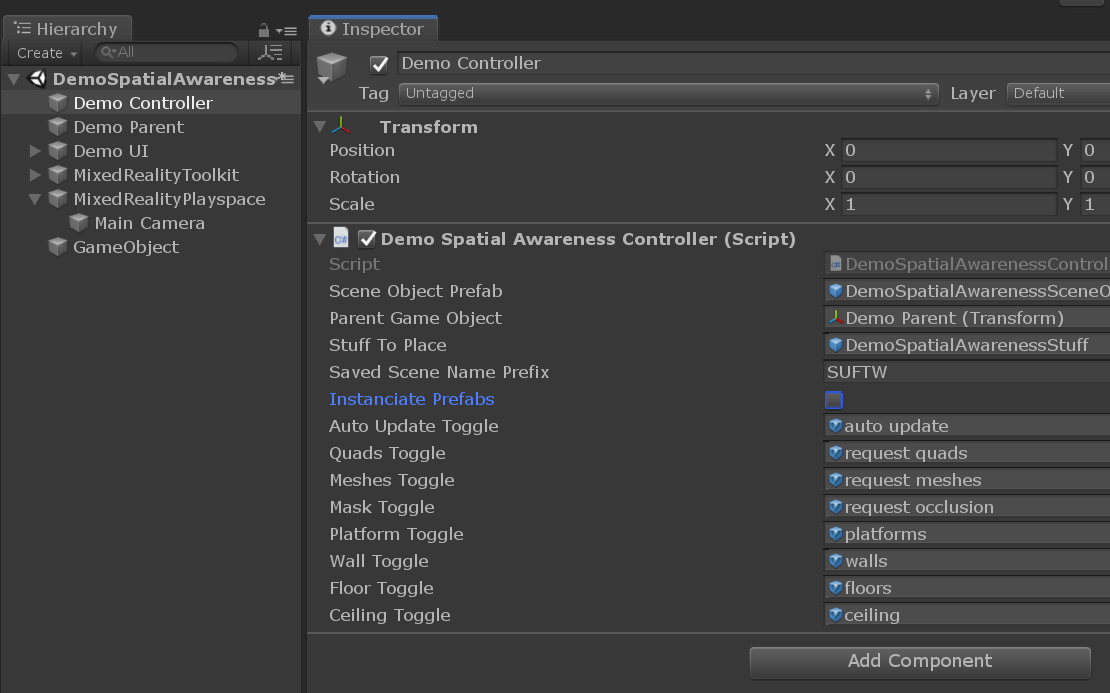 Hierarchy
Create All
DemoSpatialAwareness*
Demo Controller
Demo Parent
Demo UI
MixedRealityToolkit
MixedRealityPlayspace
Main Camera
GameObject
Inspector
Demo Controller
Tag Untagged Layer Default
Transform
Position X 0 Y 0
Rotation X 0 Y 0
Scale X 1 Y 1
Demo Spatial Awareness Controller (Script)
Script DemoSpatialAwarenessControl
Scene Object Prefab DemoSpatialAwarenessSceneO
Parent Game Object Demo Parent (Transform)
Stuff To Place DemoSpatialAwarenessStuff
Saved Scene Name Prefix SUFTW
Instanciate Prefabs
Auto Update Toggle auto update
Quads Toggle request quads
Meshes Toggle request meshes
Mask Toggle request occlusion
Platform Toggle platforms
Wall Toggle walls
Floor Toggle floors
Ceiling Toggle ceiling
Add Component